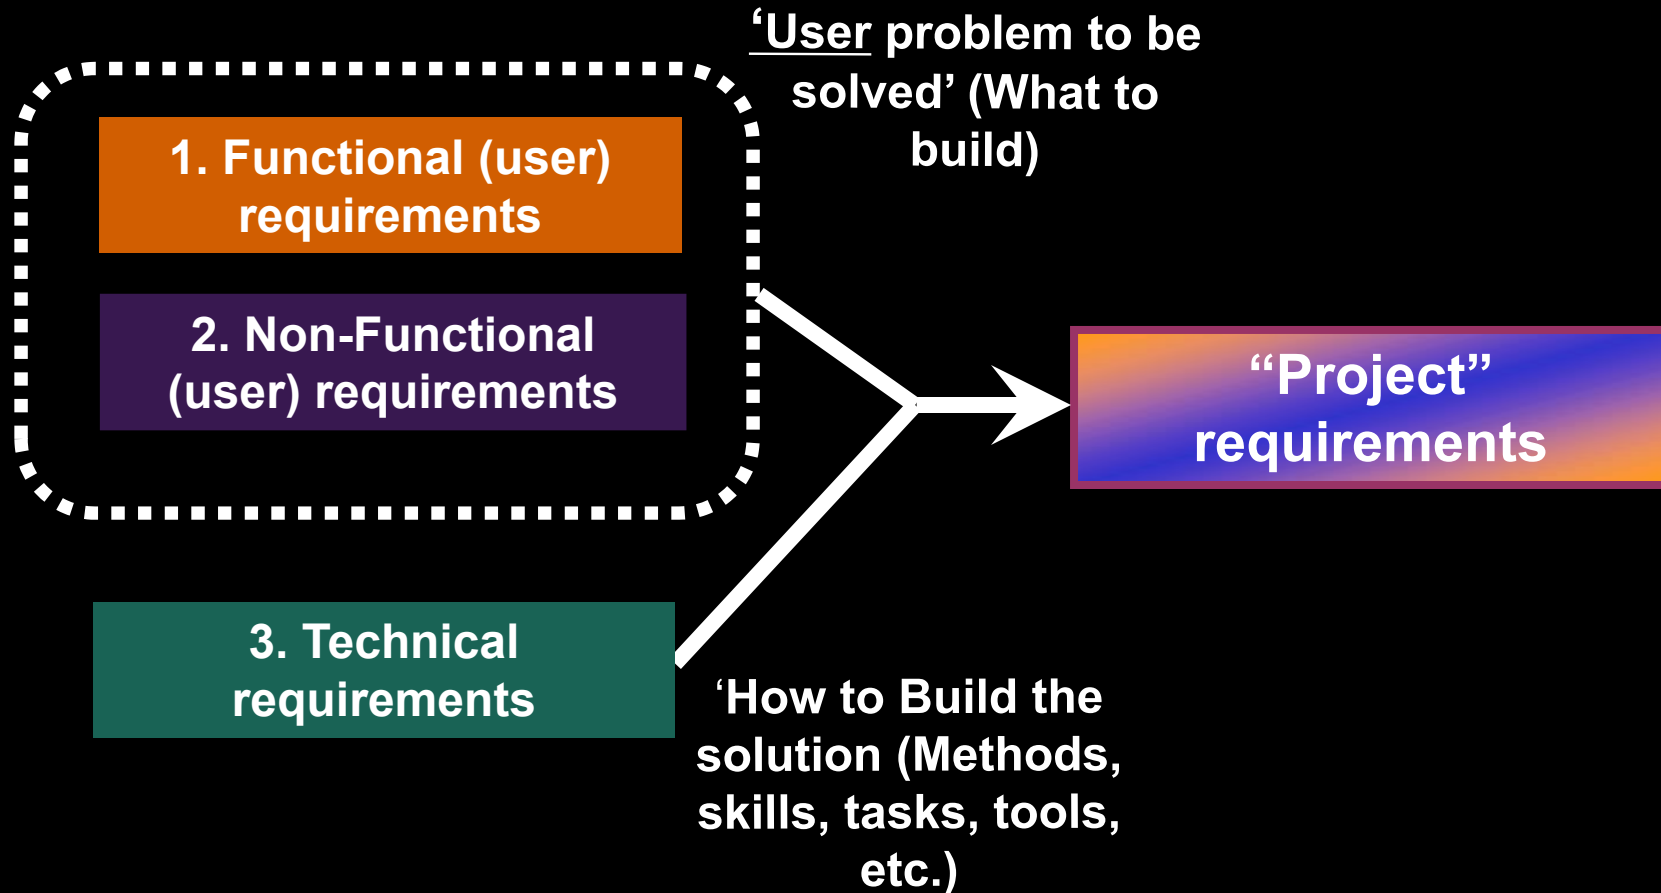 ‘User problem to be
solved’ (What to
build)
1. Functional (user)
requirements
2. Non-Functional
(user) requirements
“Project”
requirements
3. Technical
requirements
‘How to Build the
solution (Methods,
skills, tasks, tools,
etc.)